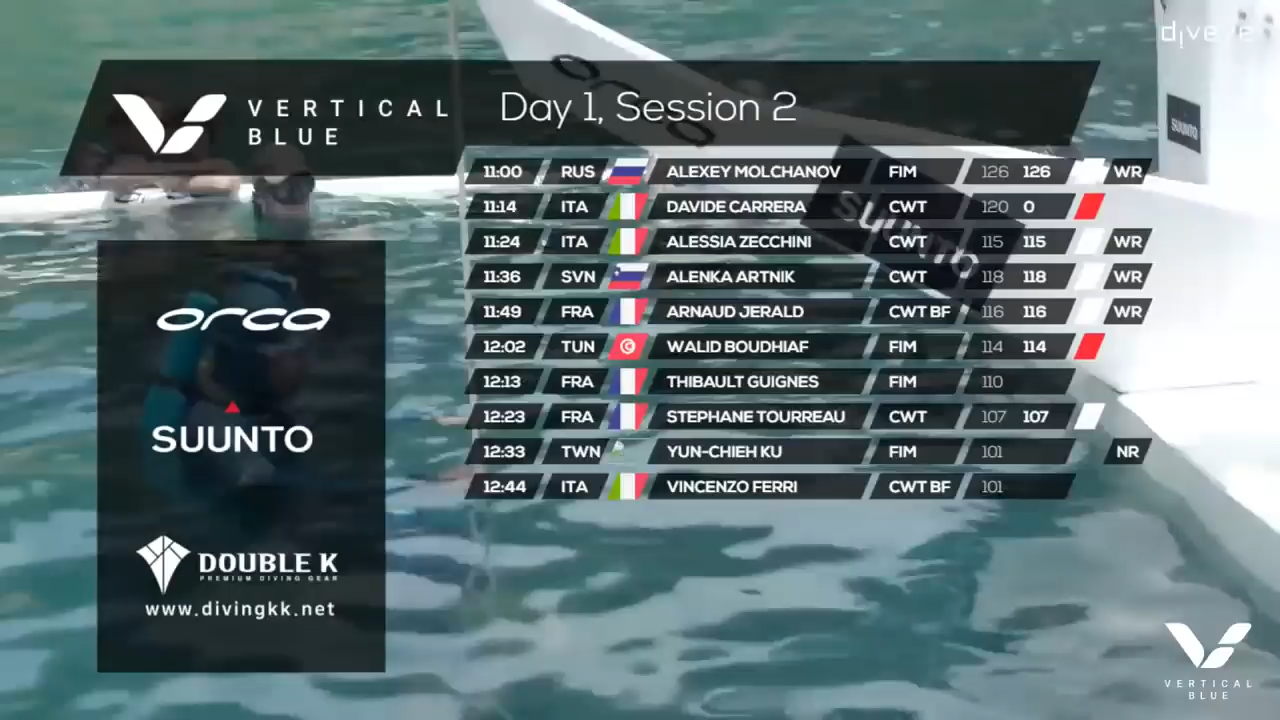 dive
VERTICAL
BLUE
Day 1, Session 2
11:00 RUS ALEXEY MOLCHANOV FIM 126 126 WR
11:14 ITA DAVIDE CARRERA CWT 120 0
11:24 ITA ALESSIA ZECCHINI CWT 115 115 WR
11:36 SVN ALENKA ARTNIK CWT 118 118 WR
11:49 FRA ARNAUD JERALD CWT BF 116 116 WR
12:02 TUN WALID BOUDHIAF FIM 114 114
12:13 FRA THIBAULT GUIGNES FIM 110
12:23 FRA STEPHANE TOURREAU CWT 107 107
12:33 TWN YUN-CHIEH KU FIM 101 NR
12:44 ITA VINCENZO FERRI CWT BF 101
orca
SUUNTO
DOUBLE K
PREMIUM DIVING GEAR
www.divingkk.net
orca
SUUNTO
SUUNTO
VERTICAL
BLUE